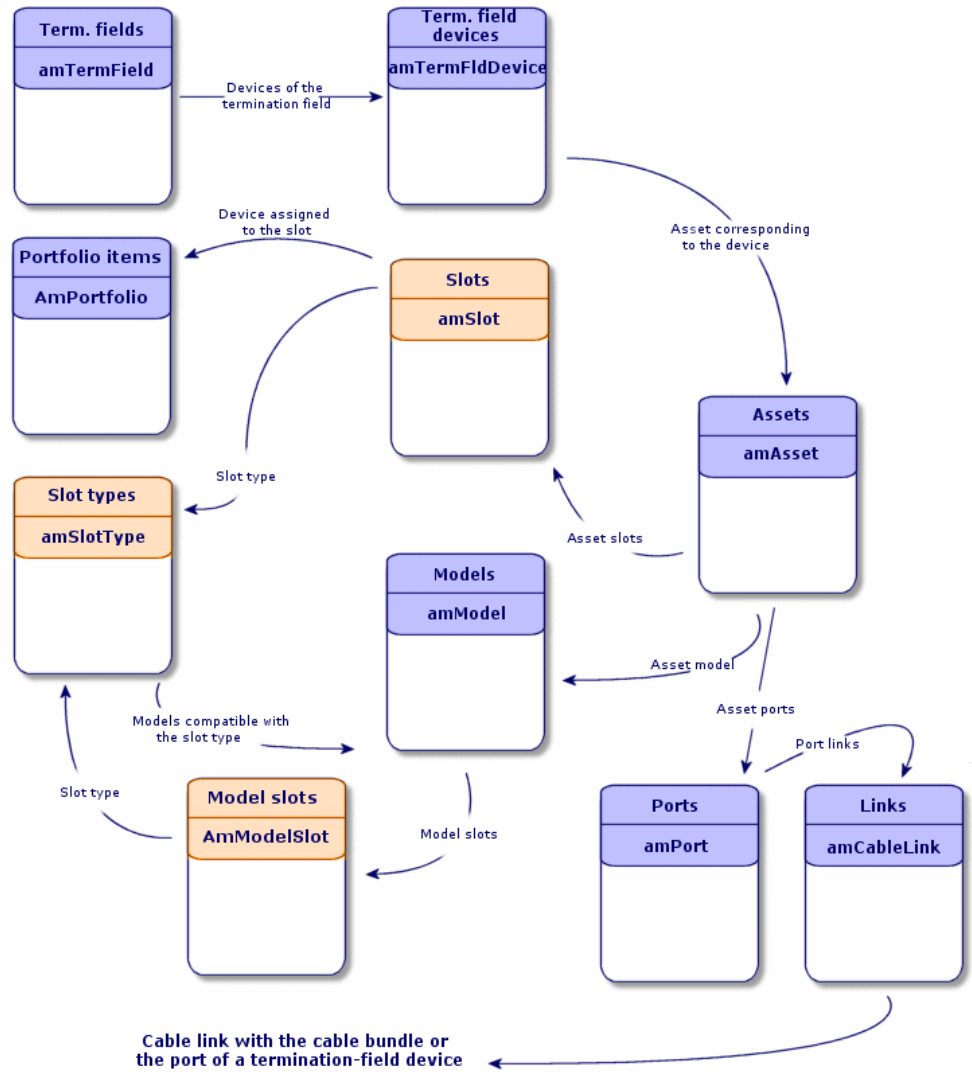 Term. fields
amTermField
Term. field
devices
amTermFldDevice
Devices of the
termination field
Asset corresponding
to the device
Device assigned
to the slot
Portfolio items
AmPortfolio
Slots
amSlot
Assets
amAsset
Slot type
Slot types
amSlotType
Asset slots
Models
amModel
Asset model
Asset ports
Models compatible with
the slot type
Port links
Slot type
Model slots
AmModelSlot
Model slots
Ports
amPort
Links
amCableLink
Cable link with the cable bundle or
the port of a termination-field device